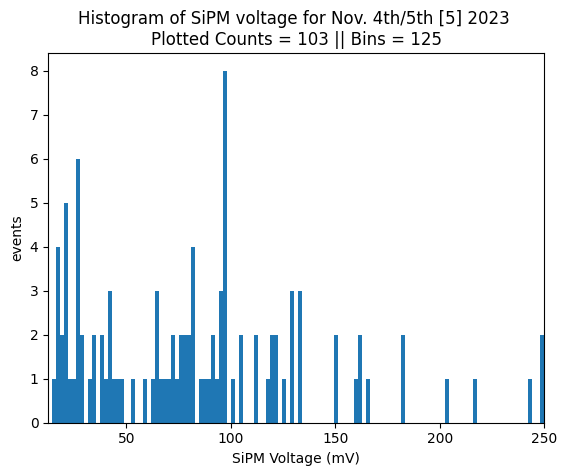 Histogram of SiPM voltage for Nov. 4th/5th [5] 2023
Plotted Counts = 103 || Bins = 125
8
7
6
5
4
3
2
1
0
events
50 100 150 200 250
SiPM Voltage (mV)